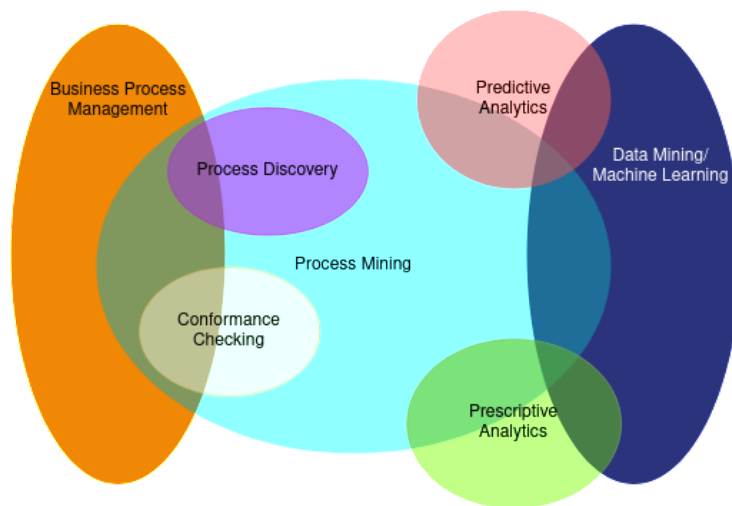 Business Process
Management
Predictive
Analytics
Process Discovery
Data Mining/
Machine Learning
Process Mining
Conformance
Checking
Prescriptive
Analytics